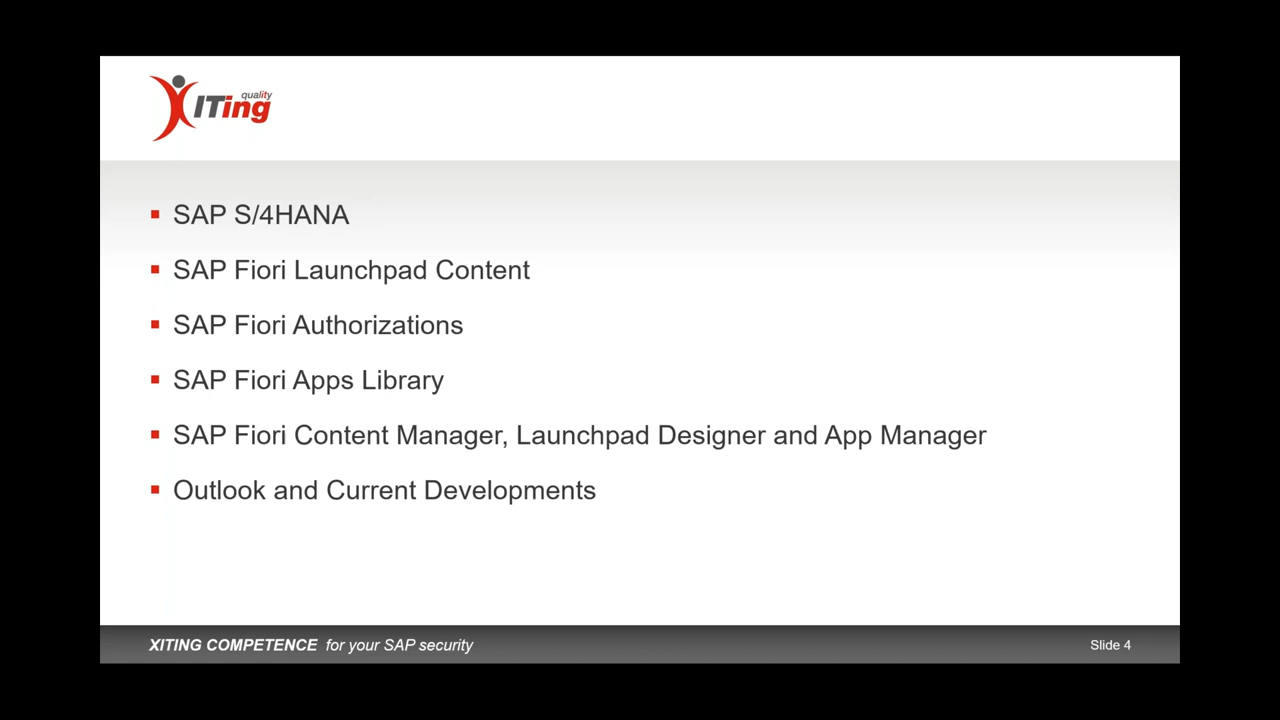 quality
XITing
SAP S/4HANA
SAP Fiori Launchpad Content
SAP Fiori Authorizations
SAP Fiori Apps Library
SAP Fiori Content Manager, Launchpad Designer and App Manager
Outlook and Current Developments
XITING COMPETENCE for your SAP security
Slide 4